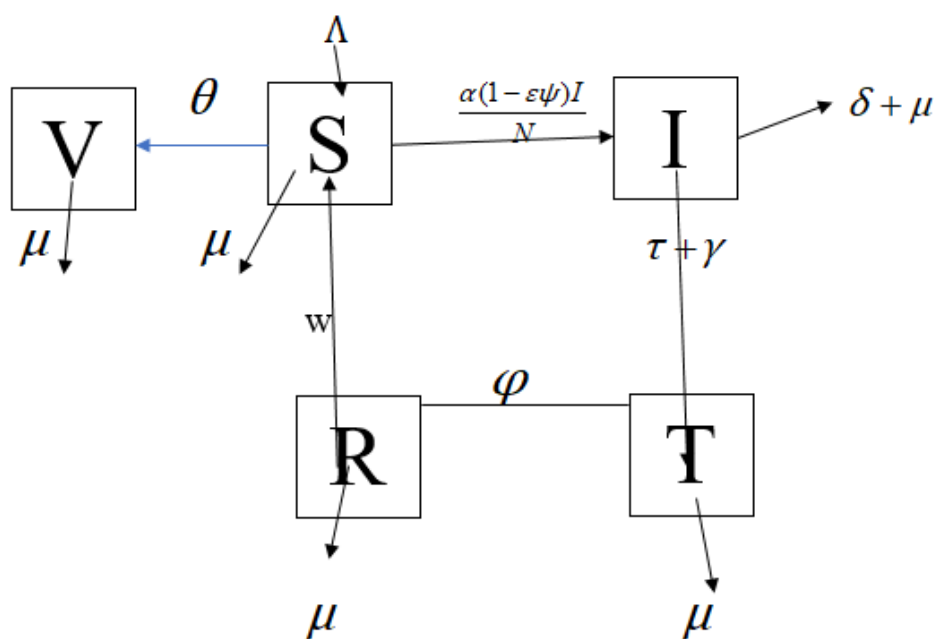 Λ
θ
α(1-εψ)I
N
δ + μ
V
S
I
μ
μ
τ + γ
w
φ
R
T
μ
μ